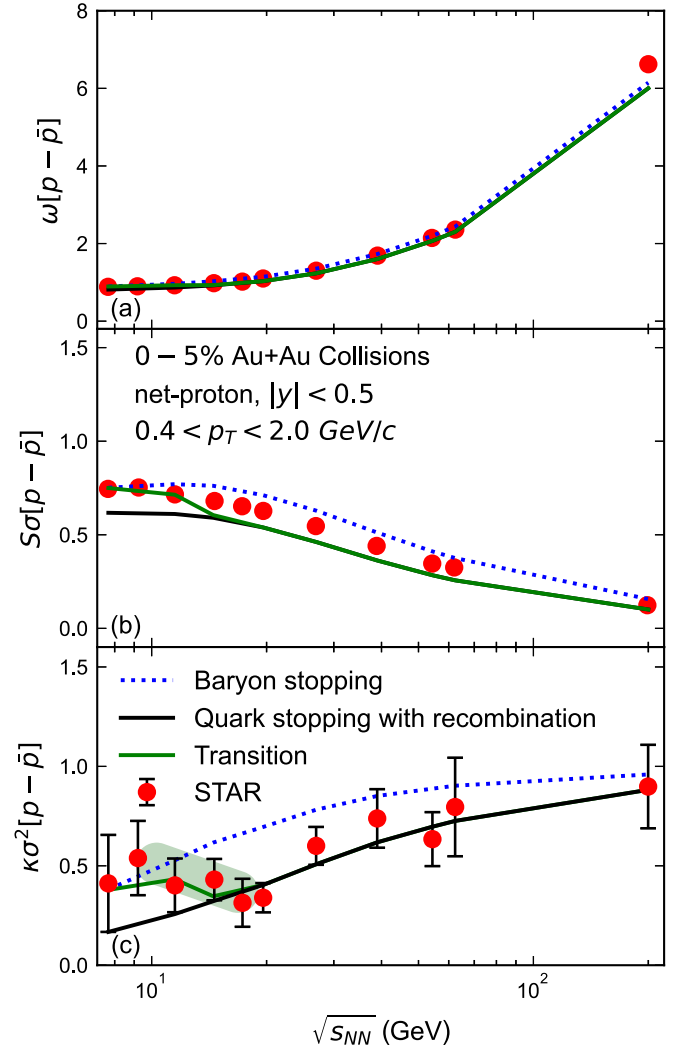 8
6
4
2
0
ω[p − p̄]
(a)
1.5
1.0
0.5
0.0
Sσ[p − p̄]
0 − 5% Au+Au Collisions
net-proton, |y| < 0.5
0.4 < p_T < 2.0 GeV/c
(b)
1.5
1.0
0.5
0.0
κσ²[p − p̄]
Baryon stopping
Quark stopping with recombination
Transition
STAR
(c)
10¹ 10²
√s_NN (GeV)